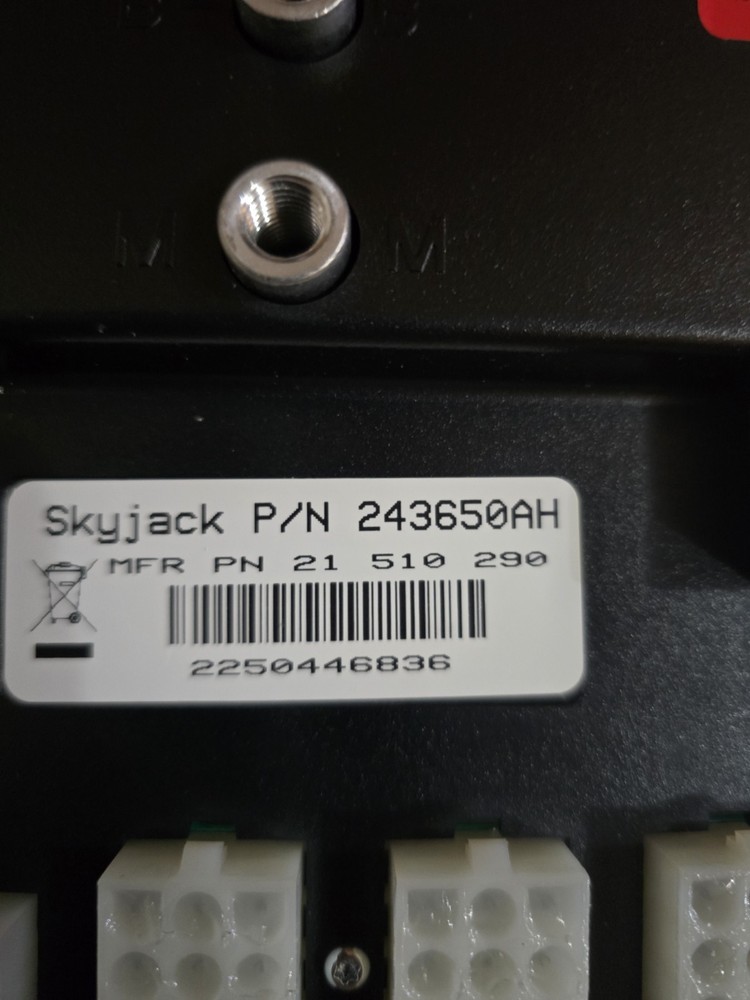 B B
M M
Skyjack P/N 243650AH
MFR PN 21 510 290
2250446836